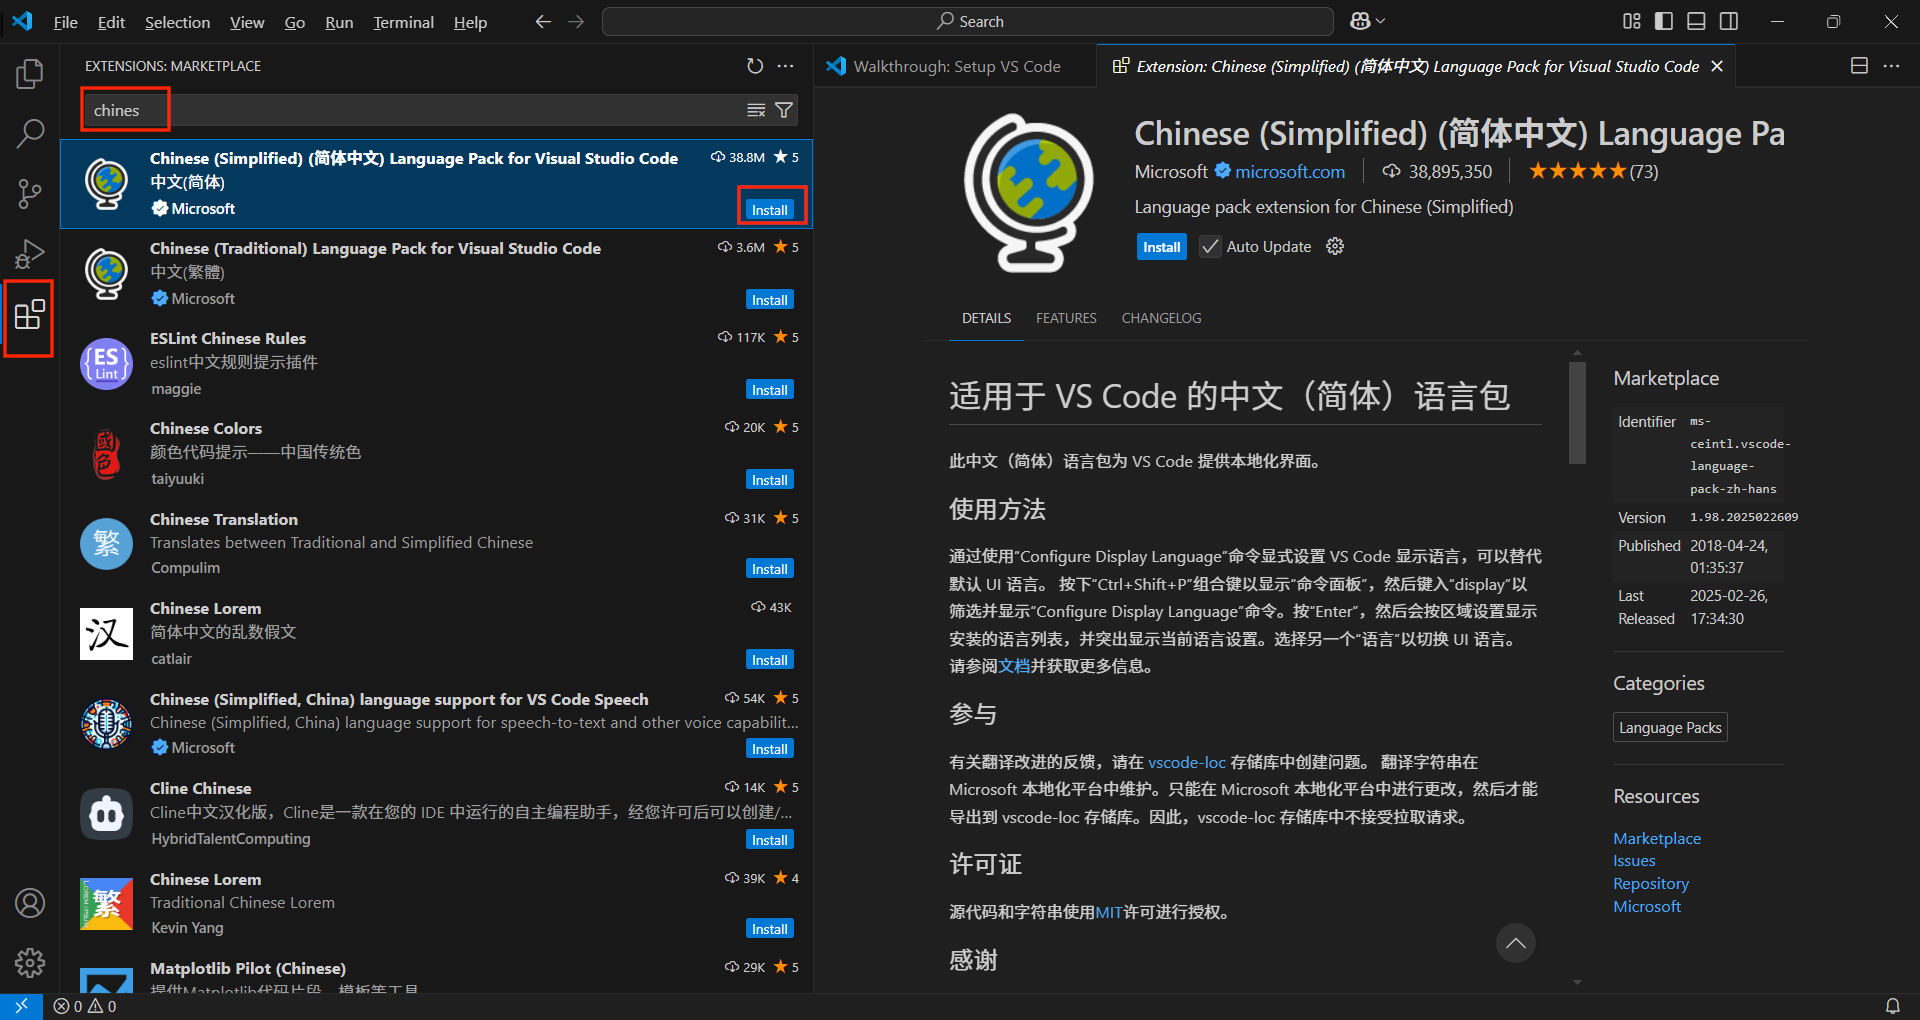 File Edit Selection View Go Run Terminal Help
Search
EXTENSIONS: MARKETPLACE
chines
Chinese (Simplified) (简体中文) Language Pack for Visual Studio Code 38.8M 5
中文(简体)
Microsoft Install
Chinese (Traditional) Language Pack for Visual Studio Code 3.6M 5
中文(繁體)
Microsoft Install
ESLint Chinese Rules 117K 5
eslint中文规则提示插件
maggie Install
{ES}
Lint
Chinese Colors 20K 5
颜色代码提示——中国传统色
taiyuuki Install
國色
Chinese Translation 31K 5
Translates between Traditional and Simplified Chinese
Compulim Install
繁
Chinese Lorem 43K
简体中文的乱数假文
catlair Install
汉
Chinese (Simplified, China) language support for VS Code Speech 54K 5
Chinese (Simplified, China) language support for speech-to-text and other voice capabilit...
Microsoft Install
Cline Chinese 14K 5
Cline中文汉化版，Cline是一款在您的 IDE 中运行的自主编程助手，经您许可后可以创建/...
HybridTalentComputing Install
Chinese Lorem 39K 4
Traditional Chinese Lorem
Kevin Yang Install
繁
Matplotlib Pilot (Chinese) 29K 5
提供Matplotlib代码片段、模板等工具
0 0
Walkthrough: Setup VS Code
Extension: Chinese (Simplified) (简体中文) Language Pack for Visual Studio Code
Chinese (Simplified) (简体中文) Language Pa
Microsoft microsoft.com 38,895,350 (73)
Language pack extension for Chinese (Simplified)
Install Auto Update
DETAILS FEATURES CHANGELOG
适用于 VS Code 的中文（简体）语言包
此中文（简体）语言包为 VS Code 提供本地化界面。
使用方法
通过使用“Configure Display Language”命令显式设置 VS Code 显示语言，可以替代
默认 UI 语言。 按下“Ctrl+Shift+P”组合键以显示“命令面板”，然后键入“display”以
筛选并显示“Configure Display Language”命令。按“Enter”，然后会按区域设置显示
安装的语言列表，并突出显示当前语言设置。选择另一个“语言”以切换 UI 语言。
请参阅文档并获取更多信息。
参与
有关翻译改进的反馈，请在 vscode-loc 存储库中创建问题。 翻译字符串在
Microsoft 本地化平台中维护。只能在 Microsoft 本地化平台中进行更改，然后才能
导出到 vscode-loc 存储库。因此，vscode-loc 存储库中不接受拉取请求。
许可证
源代码和字符串使用MIT许可进行授权。
感谢
Marketplace
Identifier ms-
ceintl.vscode-
language-
pack-zh-hans
Version 1.98.2025022609
Published 2018-04-24,
01:35:37
Last 2025-02-26,
Released 17:34:30
Categories
Language Packs
Resources
Marketplace
Issues
Repository
Microsoft